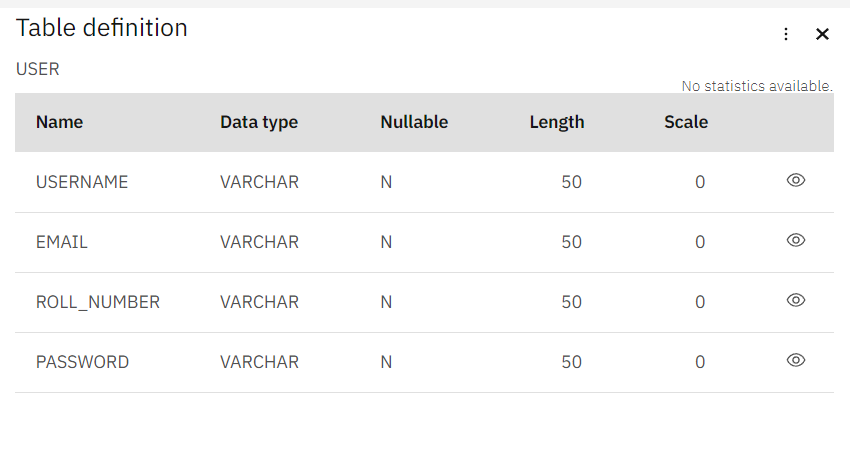 Table definition
USER
No statistics available.
Name Data type Nullable Length Scale
USERNAME VARCHAR N 50 0
EMAIL VARCHAR N 50 0
ROLL_NUMBER VARCHAR N 50 0
PASSWORD VARCHAR N 50 0